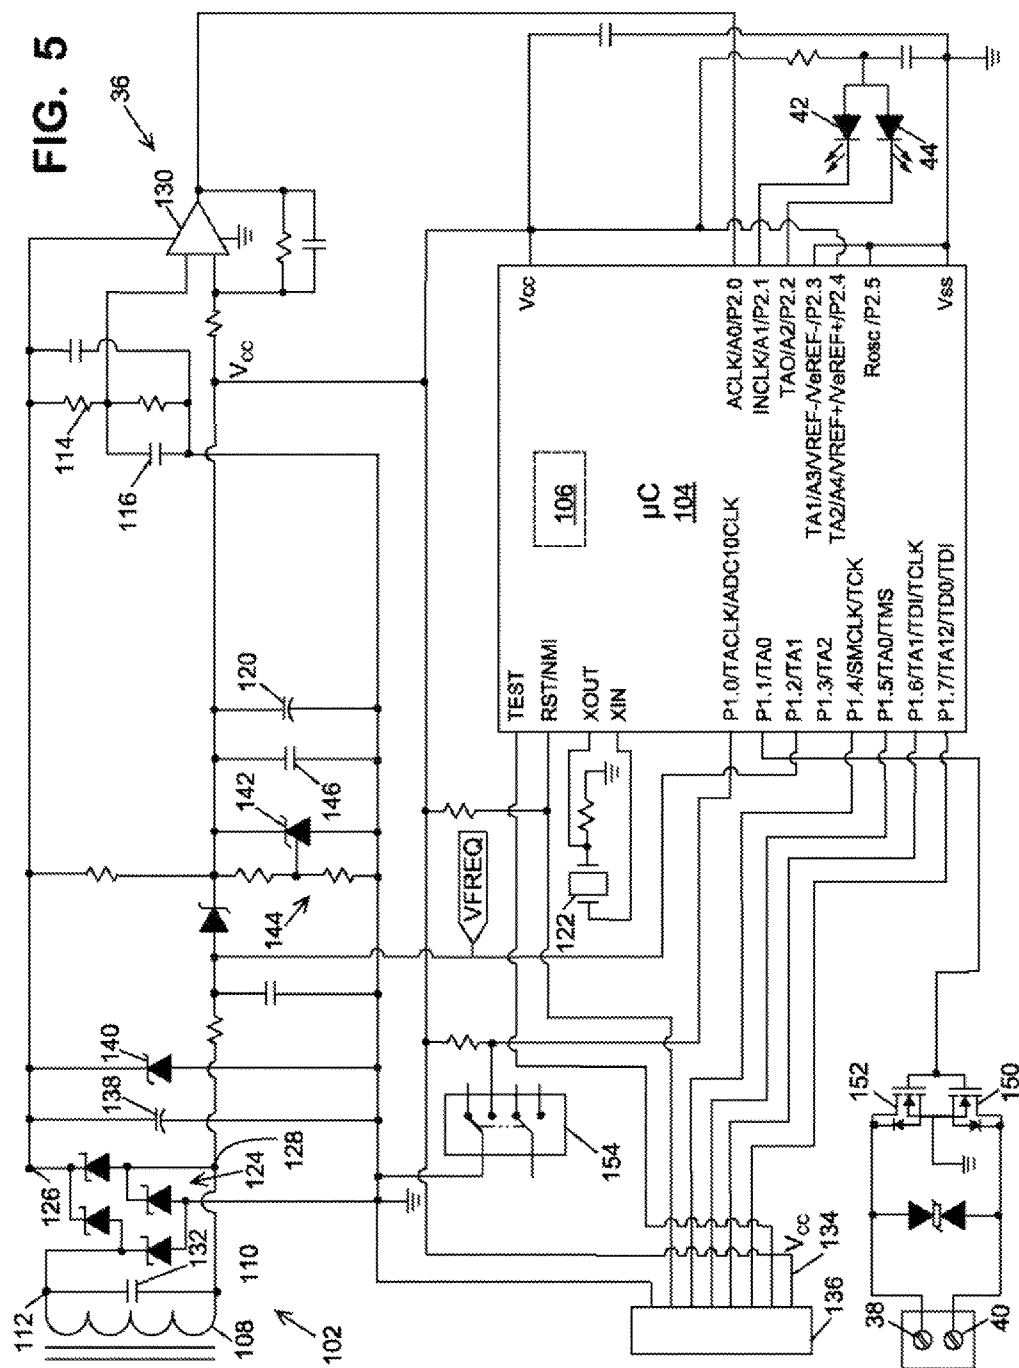 FIG. 5
36
130
114
V_CC
116
120
146
142
144
140
138
128
124
126
132
110
112
108
102
VFREQ
122
154
V_CC
134
136
42
44
Vcc
ACLK/A0/P2.0
INCLK/A1/P2.1
TAO/A2/P2.2
TA1/A3/VREF-/VeREF-/P2.3
TA2/A4/VREF+/VeREF+/P2.4
Rosc /P2.5
Vss
106
µC
104
TEST
RST/NMI
XOUT
XIN
P1.0/TACLK/ADC10CLK
P1.1/TA0
P1.2/TA1
P1.3/TA2
P1.4/SMCLK/TCK
P1.5/TA0/TMS
P1.6/TA1/TDI/TCLK
P1.7/TA12/TD0/TDI
152
150
38
40